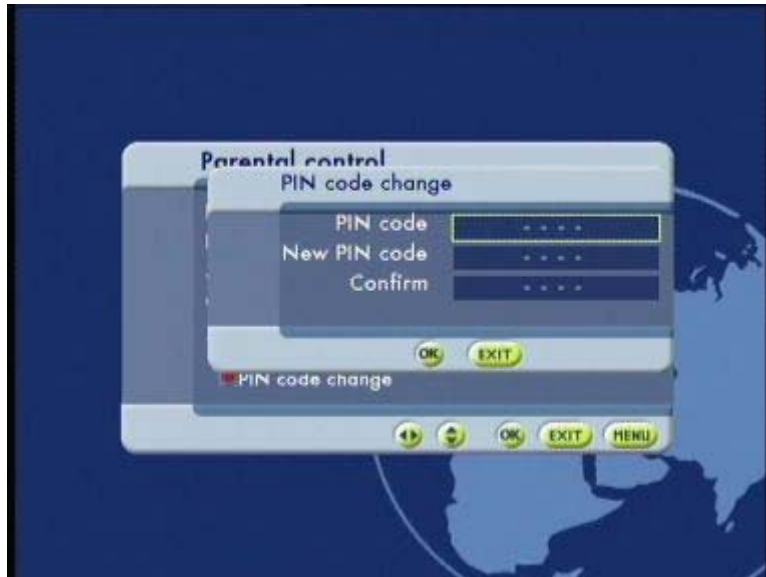 Parental control
PIN code change
PIN code - - - -
New PIN code - - - -
Confirm - - - -
OK EXIT
PIN code change
OK EXIT MENU